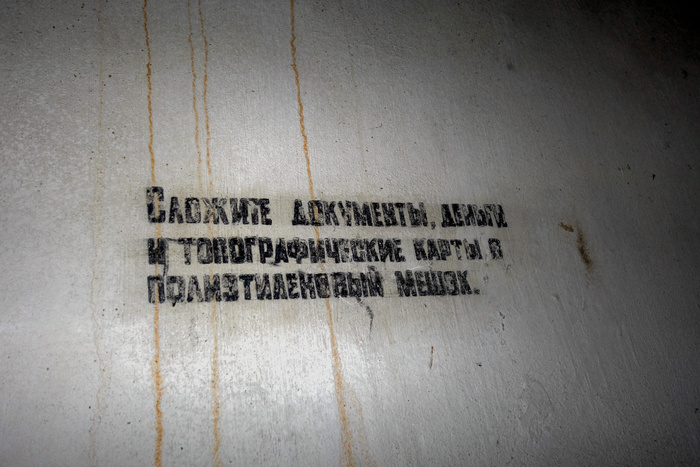 Сложите документы, деньги
и топографические карты в
полиэтиленовый мешок.